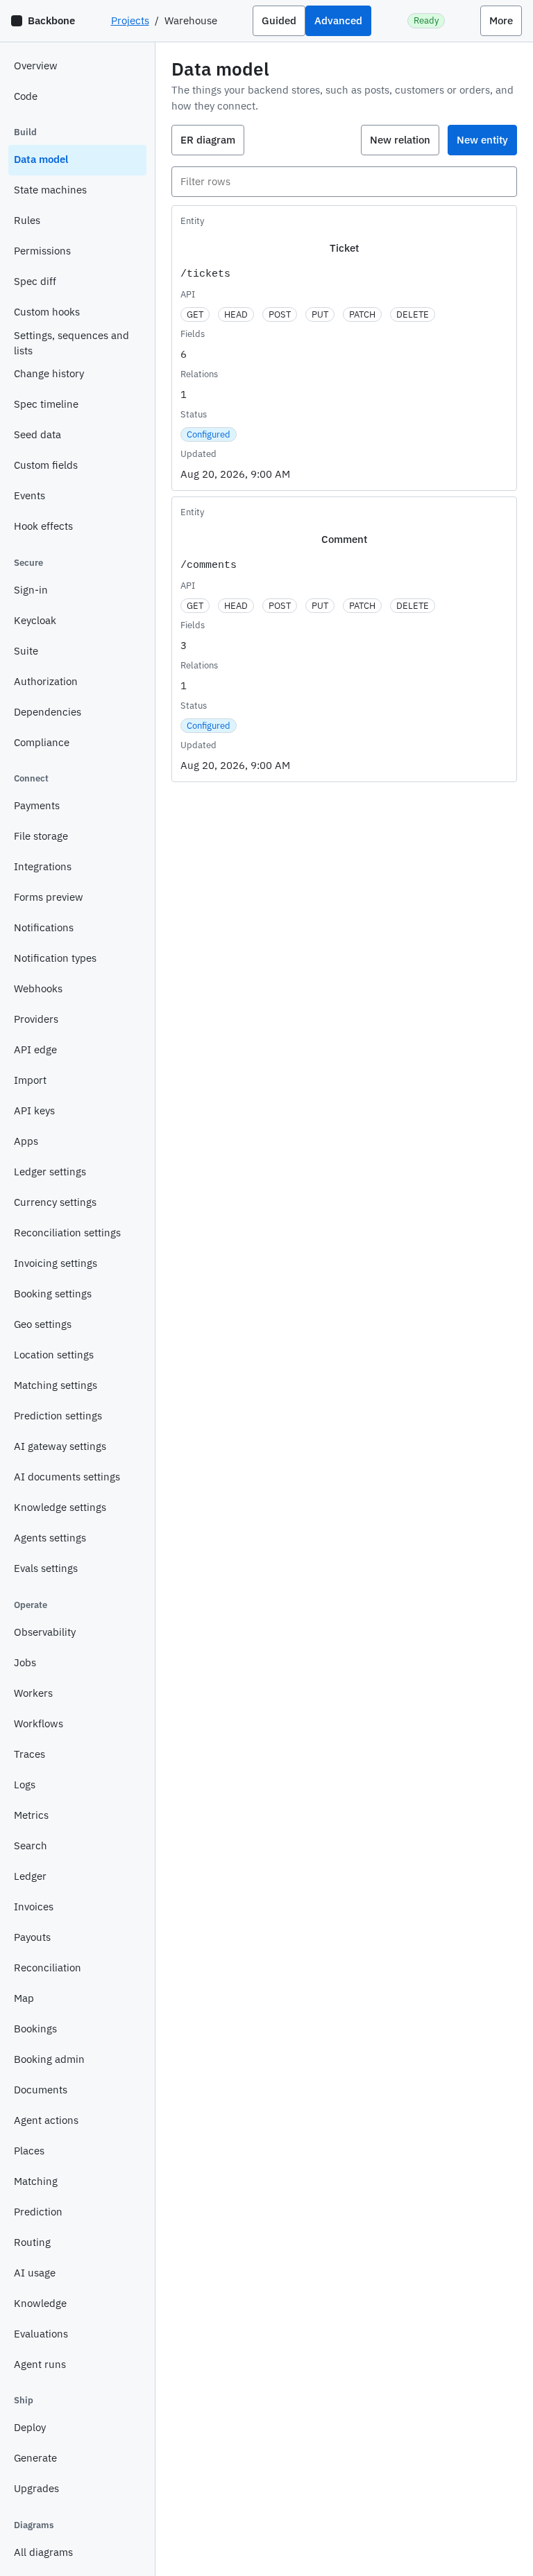 Backbone
Projects / Warehouse
Guided
Advanced
Ready
More
Overview
Code
Build
Data model
State machines
Rules
Permissions
Spec diff
Custom hooks
Settings, sequences and
lists
Change history
Spec timeline
Seed data
Custom fields
Events
Hook effects
Secure
Sign-in
Keycloak
Suite
Authorization
Dependencies
Compliance
Connect
Payments
File storage
Integrations
Forms preview
Notifications
Notification types
Webhooks
Providers
API edge
Import
API keys
Apps
Ledger settings
Currency settings
Reconciliation settings
Invoicing settings
Booking settings
Geo settings
Location settings
Matching settings
Prediction settings
AI gateway settings
AI documents settings
Knowledge settings
Agents settings
Evals settings
Operate
Observability
Jobs
Workers
Workflows
Traces
Logs
Metrics
Search
Ledger
Invoices
Payouts
Reconciliation
Map
Bookings
Booking admin
Documents
Agent actions
Places
Matching
Prediction
Routing
AI usage
Knowledge
Evaluations
Agent runs
Ship
Deploy
Generate
Upgrades
Diagrams
All diagrams
Data model
The things your backend stores, such as posts, customers or orders, and
how they connect.
ER diagram
New relation
New entity
Filter rows
Entity
Ticket
/tickets
API
GET HEAD POST PUT PATCH DELETE
Fields
6
Relations
1
Status
Configured
Updated
Aug 20, 2026, 9:00 AM
Entity
Comment
/comments
API
GET HEAD POST PUT PATCH DELETE
Fields
3
Relations
1
Status
Configured
Updated
Aug 20, 2026, 9:00 AM